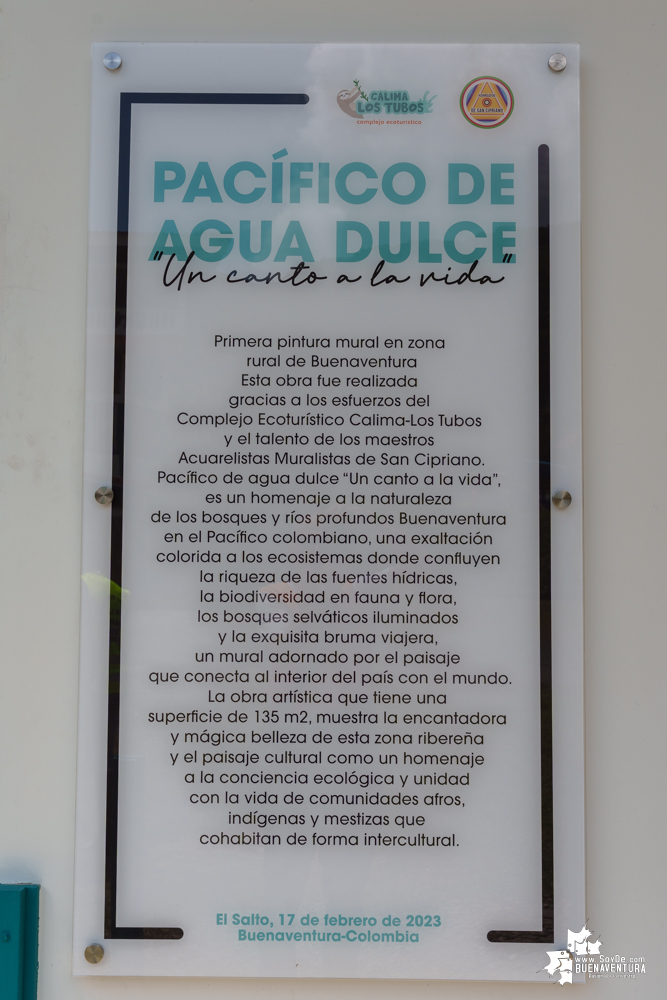 CALIMA
LOS TUBOS
complejo ecoturístico
DE SAN CIPRIANO
PACÍFICO DE
AGUA DULCE
"Un canto a la vida"
Primera pintura mural en zona
rural de Buenaventura
Esta obra fue realizada
gracias a los esfuerzos del
Complejo Ecoturístico Calima-Los Tubos
y el talento de los maestros
Acuarelistas Muralistas de San Cipriano.
Pacífico de agua dulce “Un canto a la vida”,
es un homenaje a la naturaleza
de los bosques y ríos profundos Buenaventura
en el Pacífico colombiano, una exaltación
colorida a los ecosistemas donde confluyen
la riqueza de las fuentes hídricas,
la biodiversidad en fauna y flora,
los bosques selváticos iluminados
y la exquisita bruma viajera,
un mural adornado por el paisaje
que conecta al interior del país con el mundo.
La obra artística que tiene una
superficie de 135 m2, muestra la encantadora
y mágica belleza de esta zona ribereña
y el paisaje cultural como un homenaje
a la conciencia ecológica y unidad
con la vida de comunidades afros,
indígenas y mestizas que
cohabitan de forma intercultural.
El Salto, 17 de febrero de 2023
Buenaventura-Colombia
www.SoyDe.com
BUENAVENTURA